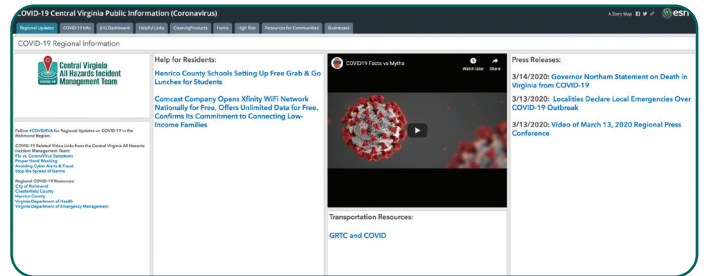 COVID-19 Central Virginia Public Information (Coronavirus)
A Story Map
esri
Regional Updates
COVID-19 Info
JHU Dashboard
Helpful Links
CleaningProducts
Home
High Risk
Resources for Communities
Businesses
COVID-19 Regional Information
Central Virginia
All Hazards Incident
Management Team
Follow #COVIDRVA for Regional Updates or COVID-19 in the
Richmond Region.
COVID-19 Related Video Links from the Central Virginia All Hazards
Incident Management Team:
Flu vs. CoronaVirus Symptoms
Proper Hand Washing
Avoiding Cyber Alerts & Fraud
Stop the Spread of Germs
Regional COVID-19 Resources:
City of Richmond
Chesterfield County
Henrico County
Virginia Department of Health
Virginia Department of Emergency Management
Help for Residents:
Henrico County Schools Setting Up Free Grab & Go
Lunches for Students
Comcast Company Opens Xfinity WiFi Network
Nationally for Free, Offers Unlimited Data for Free,
Confirms Its Commitment to Connecting Low-
Income Families
COVID19 Facts vs Myths
Watch later
Share
Transportation Resources:
GRTC and COVID
Press Releases:
3/14/2020: Governor Northam Statement on Death in
Virginia from COVID-19
3/13/2020: Localities Declare Local Emergencies Over
COVID-19 Outbreak
3/13/2020: Video of March 13, 2020 Regional Press
Conference